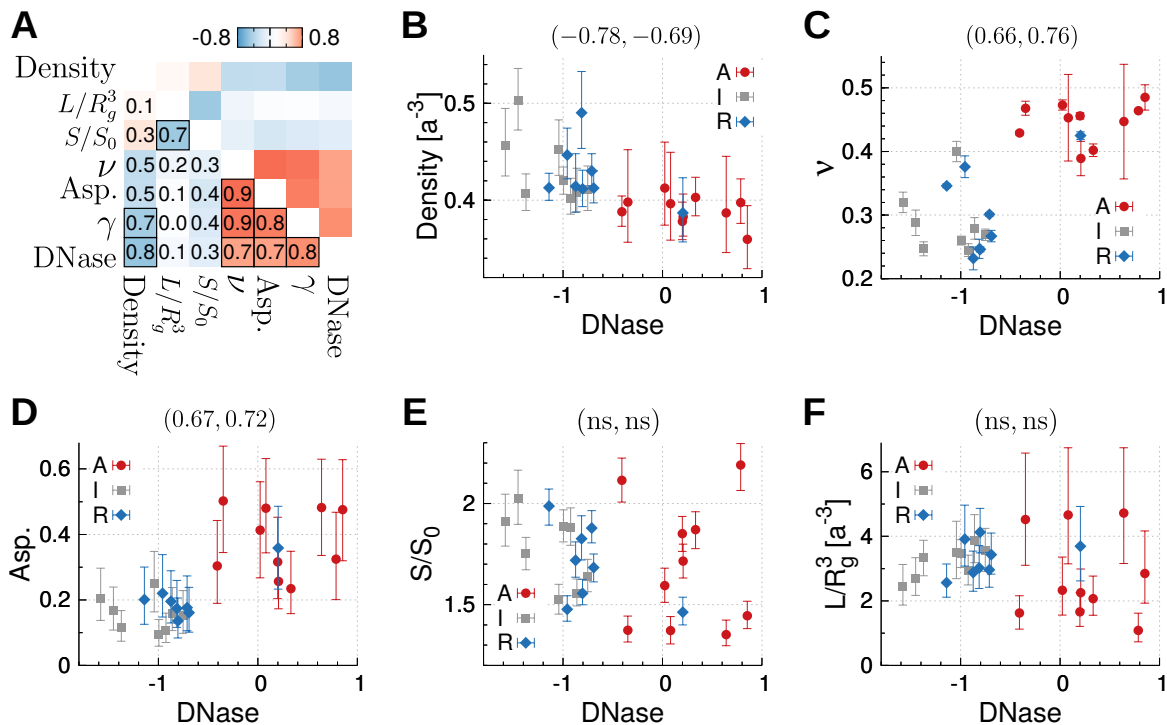 A
-0.8 0.8
Density
L/R_g^3
0.1
S/S_0
0.3 0.7
ν
0.5 0.2 0.3
Asp.
0.5 0.1 0.4 0.9
γ
0.7 0.0 0.4 0.9 0.8
DNase
0.8 0.1 0.3 0.7 0.7 0.8
Density L/R_g^3 S/S_0 ν Asp. γ DNase
B
(−0.78, −0.69)
Density [a^-3]
0.5
0.4
A
I
R
-1 0 1
DNase
C
(0.66, 0.76)
ν
0.5
0.4
0.3
0.2
A
I
R
-1 0 1
DNase
D
(0.67, 0.72)
Asp.
0.6
0.4
0.2
0
A
I
R
-1 0 1
DNase
E
(ns, ns)
S/S_0
2
1.5
A
I
R
-1 0 1
DNase
F
(ns, ns)
L/R_g^3 [a^-3]
6
4
2
0
A
I
R
-1 0 1
DNase